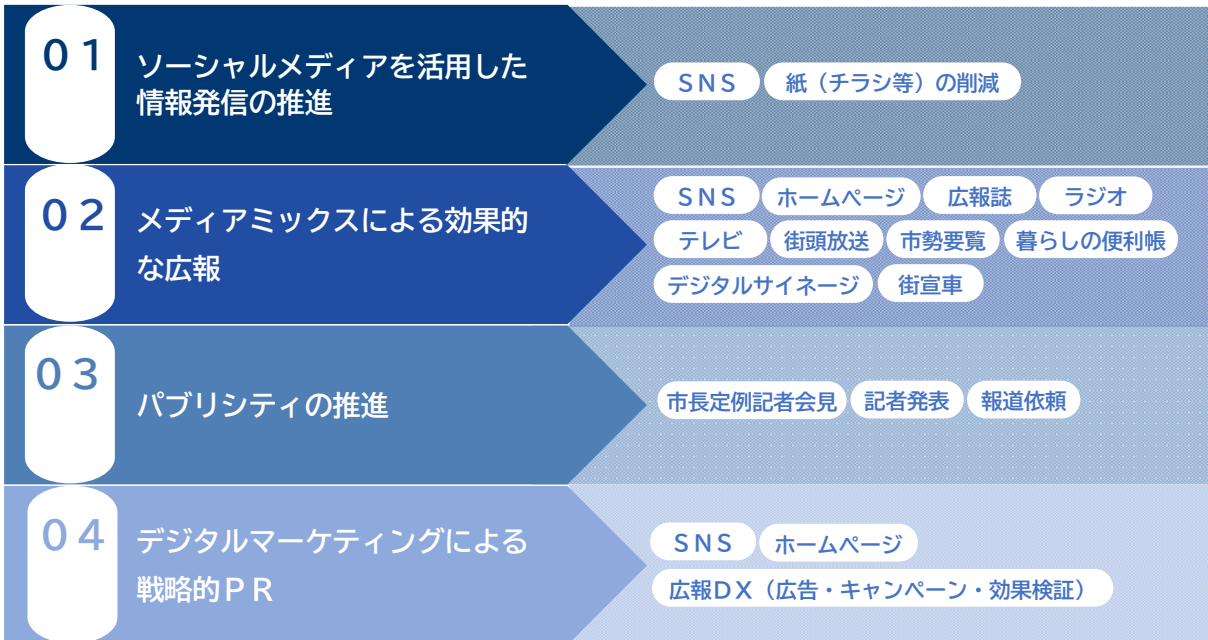 ０１
ソーシャルメディアを活用した
情報発信の推進
ＳＮＳ 紙（チラシ等）の削減
０２
メディアミックスによる効果的
な広報
ＳＮＳ ホームページ 広報誌 ラジオ
テレビ 街頭放送 市勢要覧 暮らしの便利帳
デジタルサイネージ 街宣車
０３
パブリシティの推進
市長定例記者会見 記者発表 報道依頼
０４
デジタルマーケティングによる
戦略的ＰＲ
ＳＮＳ ホームページ
広報ＤＸ（広告・キャンペーン・効果検証）